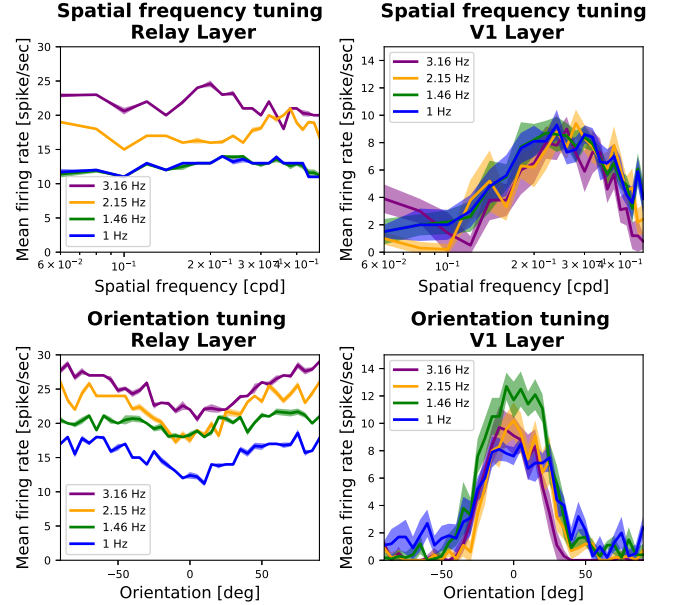 Spatial frequency tuning
Relay Layer
Mean firing rate [spike/sec]
30
25
20
15
10
5
0
3.16 Hz
2.15 Hz
1.46 Hz
1 Hz
6 × 10⁻² 10⁻¹ 2 × 10⁻¹ 3 × 10⁻¹ 4 × 10⁻¹
Spatial frequency [cpd]
Spatial frequency tuning
V1 Layer
Mean firing rate [spike/sec]
14
12
10
8
6
4
2
0
3.16 Hz
2.15 Hz
1.46 Hz
1 Hz
6 × 10⁻² 10⁻¹ 2 × 10⁻¹ 3 × 10⁻¹ 4 × 10⁻¹
Spatial frequency [cpd]
Orientation tuning
Relay Layer
Mean firing rate [spike/sec]
30
25
20
15
10
5
0
3.16 Hz
2.15 Hz
1.46 Hz
1 Hz
−50 0 50
Orientation [deg]
Orientation tuning
V1 Layer
Mean firing rate [spike/sec]
14
12
10
8
6
4
2
0
3.16 Hz
2.15 Hz
1.46 Hz
1 Hz
−50 0 50
Orientation [deg]